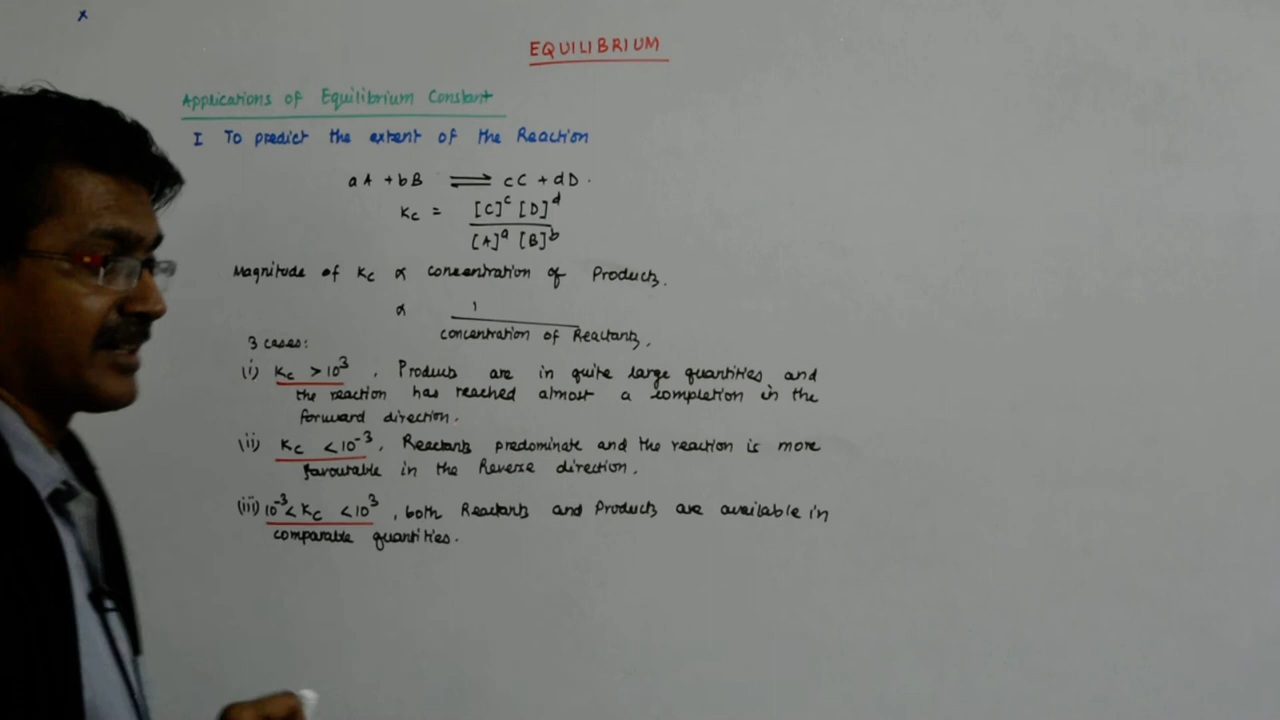 x
EQUILIBRIUM
Applications of Equilibrium Constant
I To predict the extent of the Reaction
aA + bB ⇌ cC + dD.
Kc = [C]^c [D]^d / [A]^a [B]^b
Magnitude of Kc ∝ concentration of Products.
∝ 1 / concentration of Reactants.
3 cases:
(i) Kc > 10³, Products are in quite large quantities and
the reaction has reached almost a completion in the
forward direction.
(ii) Kc < 10⁻³, Reactants predominate and the reaction is more
favourable in the Reverse direction.
(iii) 10⁻³ < Kc < 10³, both Reactants and Products are available in
comparable quantities.